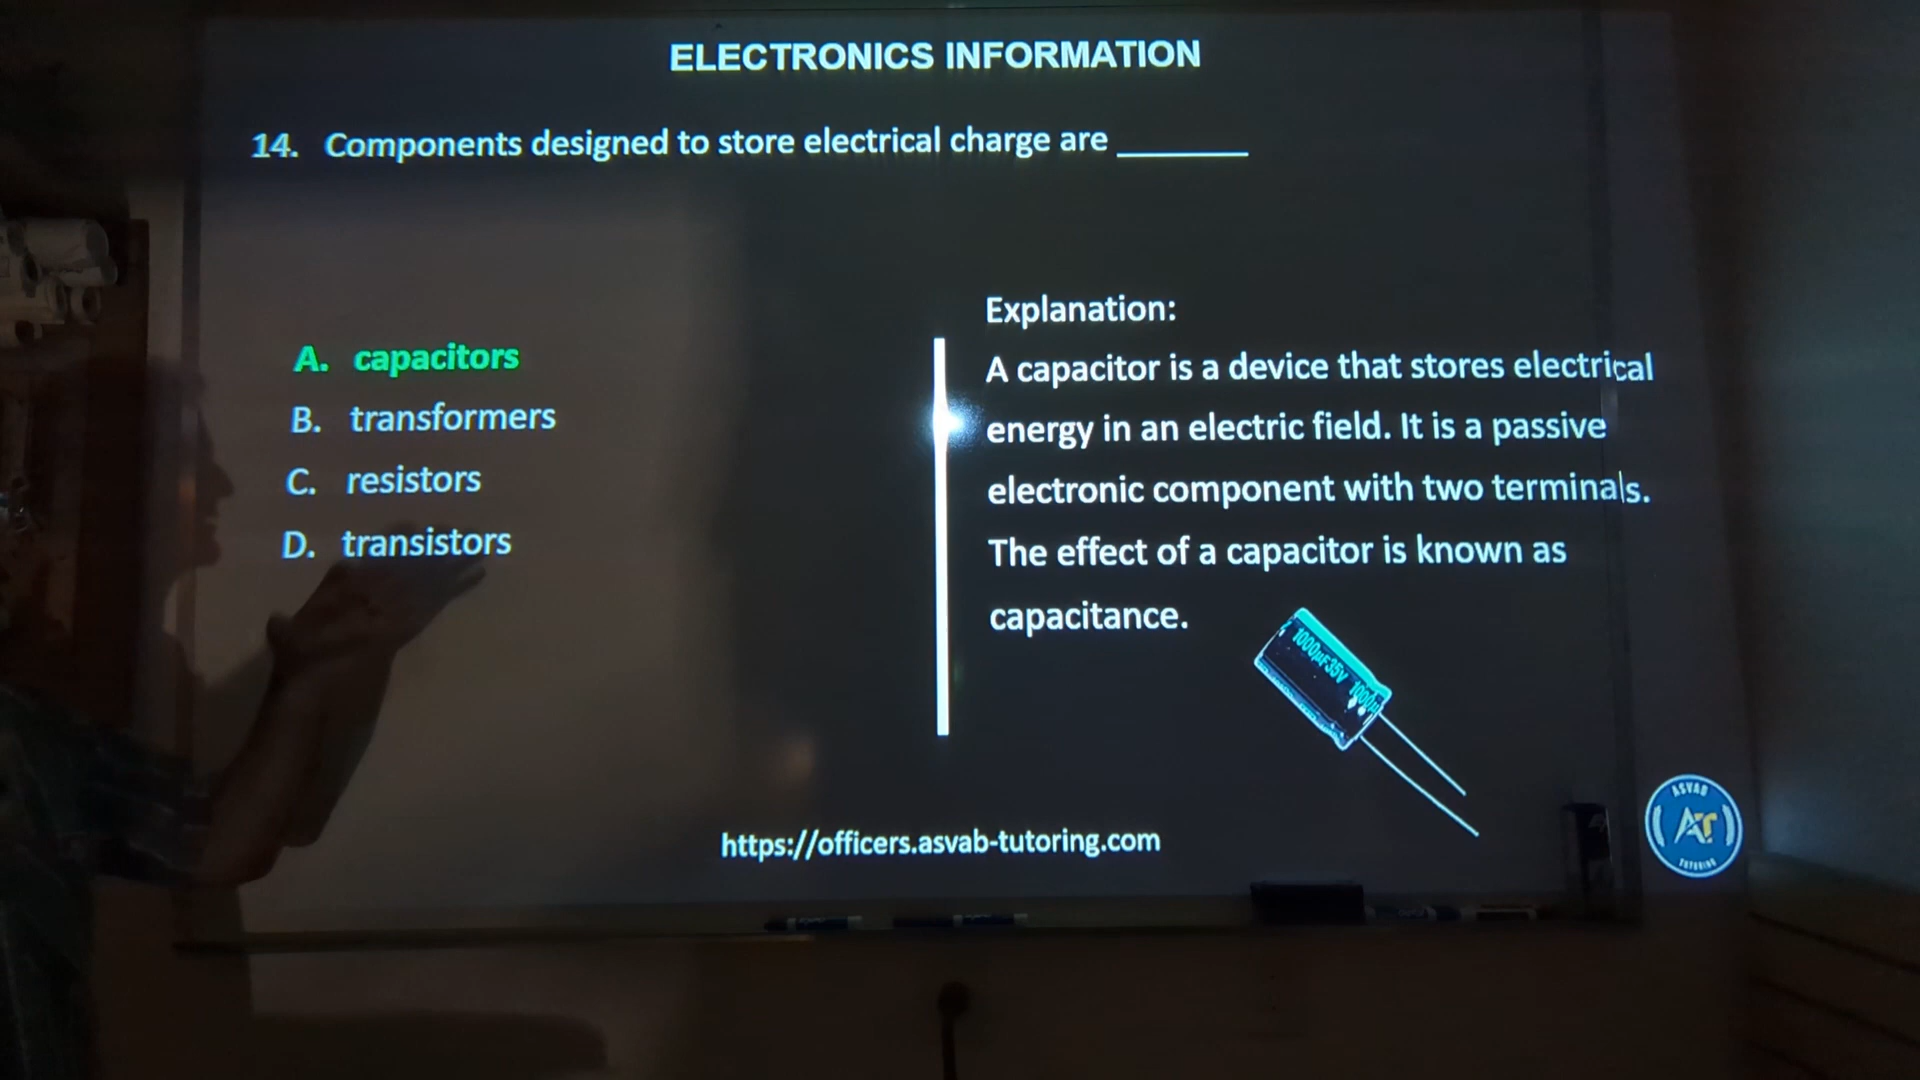 ELECTRONICS INFORMATION
14. Components designed to store electrical charge are ________
A. capacitors
B. transformers
C. resistors
D. transistors
Explanation:
A capacitor is a device that stores electrical
energy in an electric field. It is a passive
electronic component with two terminals.
The effect of a capacitor is known as
capacitance.
1000µF35V 1000µ
https://officers.asvab-tutoring.com
ASVAB
AT
TUTORING